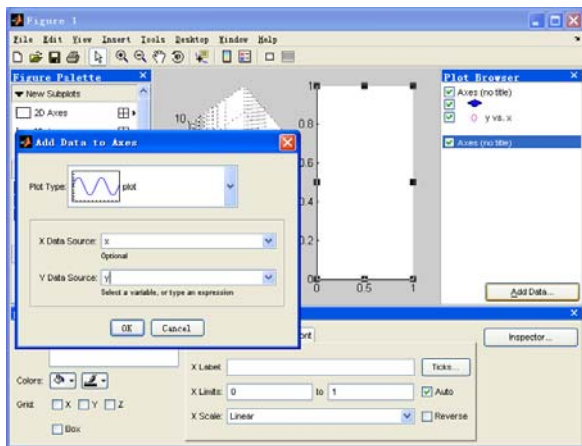 Figure 1
File Edit View Insert Tools Desktop Window Help
Figure Palette
New Subplots
2D Axes
10
1
0.8
0.6
0.4
0.2
0
0 0.5 1
Plot Browser
Axes (no title)
y vs. x
Axes (no title)
Add Data...
Add Data to Axes
Plot Type: plot
X Data Source: x
Optional
Y Data Source: y
Select a variable, or type an expression
OK Cancel
Inspector...
X Label:
Ticks...
Colors:
X Limits: 0 to 1
Auto
Grid: X Y Z
X Scale: Linear
Reverse
Box